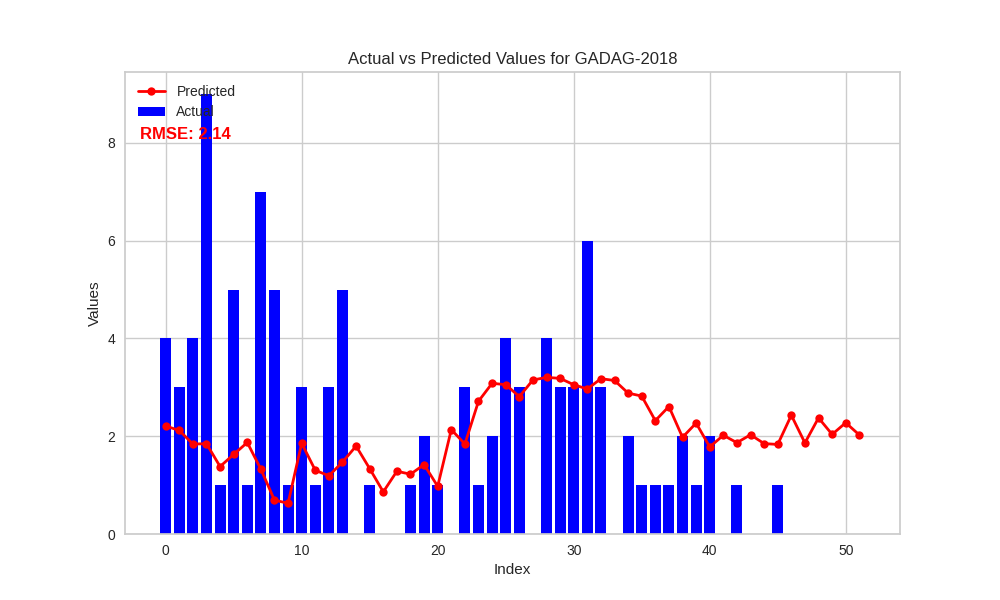 Actual vs Predicted Values for GADAG-2018
Predicted
Actual
RMSE: 2.14
8
6
4
2
0
Values
0 10 20 30 40 50
Index